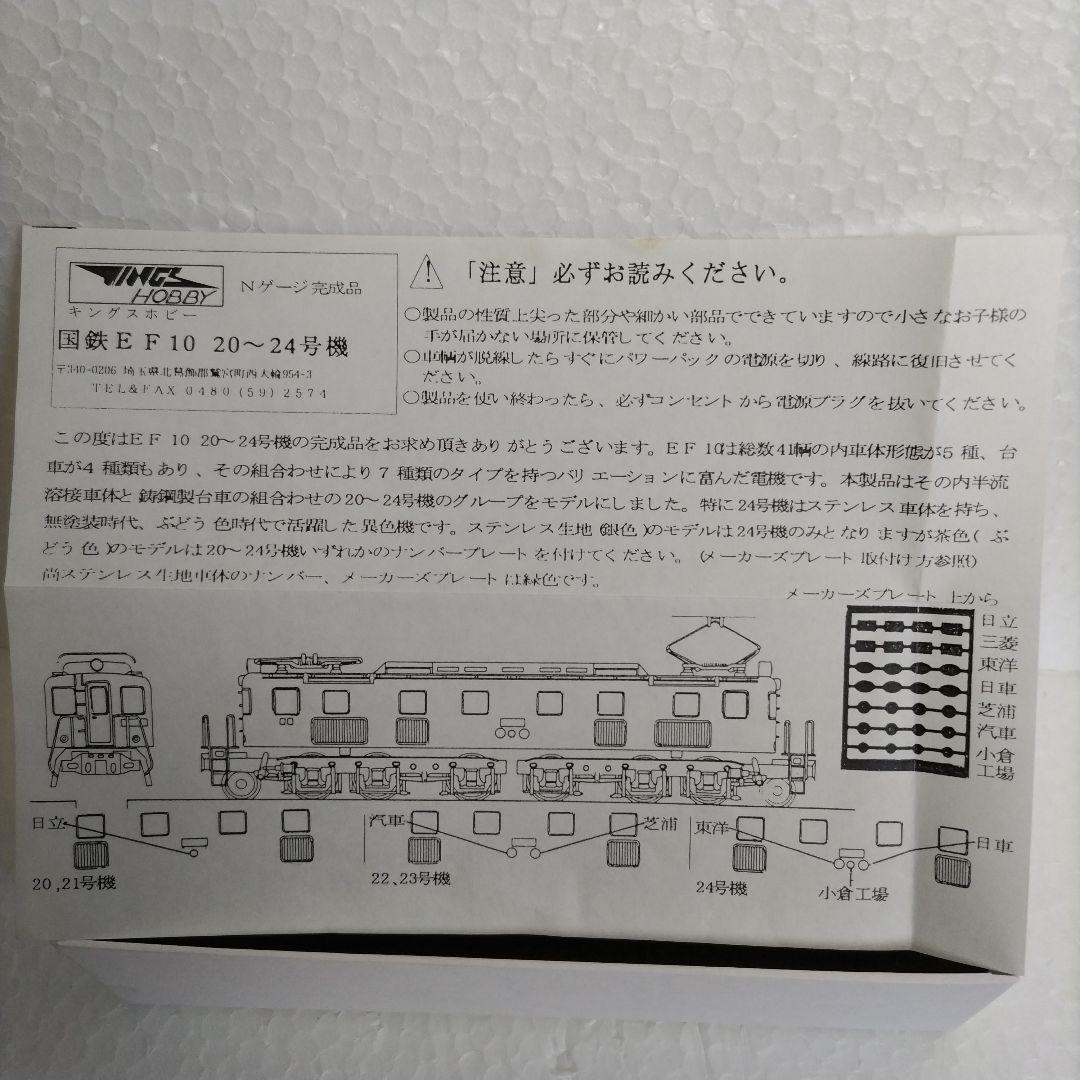 KINGS HOBBY
Nゲージ完成品
キングスホビー
国鉄EF10 20〜24号機
〒340-0206 埼玉県北葛飾郡鷲宮町西大輪954-3
TEL&FAX 0480(59)2574
「注意」必ずお読みください。
○製品の性質上尖った部分や細かい部品でできていますので小さなお子様の
手が届かない場所に保管してください。
○車輌が脱線したらすぐにパワーパックの電源を切り、線路に復旧させてく
ださい。
○製品を使い終わったら、必ずコンセントから電源プラグを抜いてください。
この度はEF10 20〜24号機の完成品をお求め頂きありがとうございます。EF10は総数41輌の内車体形態が5種、台
車が4種類もあり、その組合わせにより7種類のタイプを持つバリエーションに富んだ電機です。本製品はその内半流
溶接車体と鋳鋼製台車の組合わせの20〜24号機のグループをモデルにしました。特に24号機はステンレス車体を持ち、
無塗装時代、ぶどう色時代で活躍した異色機です。ステンレス生地(銀色)のモデルは24号機のみとなりますが茶色(ぶ
どう色)のモデルは20〜24号機いずれかのナンバープレートを付けてください。(メーカーズプレート取付け方参照)
尚ステンレス生地車体のナンバー、メーカーズプレートは緑色です。
メーカーズプレート 上から
日立
三菱
東洋
日車
芝浦
汽車
小倉
工場
日立
20,21号機
汽車
芝浦
22、23号機
東洋
日車
24号機
小倉工場